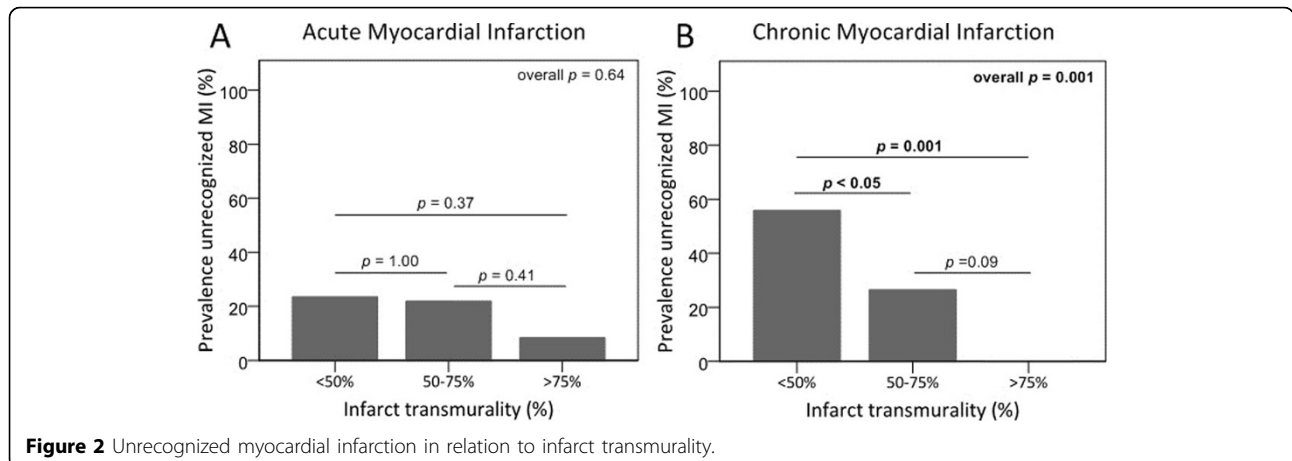 A Acute Myocardial Infarction
overall p = 0.64
Prevalence unrecognized MI (%)
100
80
60
40
20
0
p = 0.37
p = 1.00
p = 0.41
<50%
50-75%
>75%
Infarct transmurality (%)
B Chronic Myocardial Infarction
overall p = 0.001
Prevalence unrecognized MI (%)
100
80
60
40
20
0
p = 0.001
p < 0.05
p =0.09
<50%
50-75%
>75%
Infarct transmurality (%)
Figure 2 Unrecognized myocardial infarction in relation to infarct transmurality.